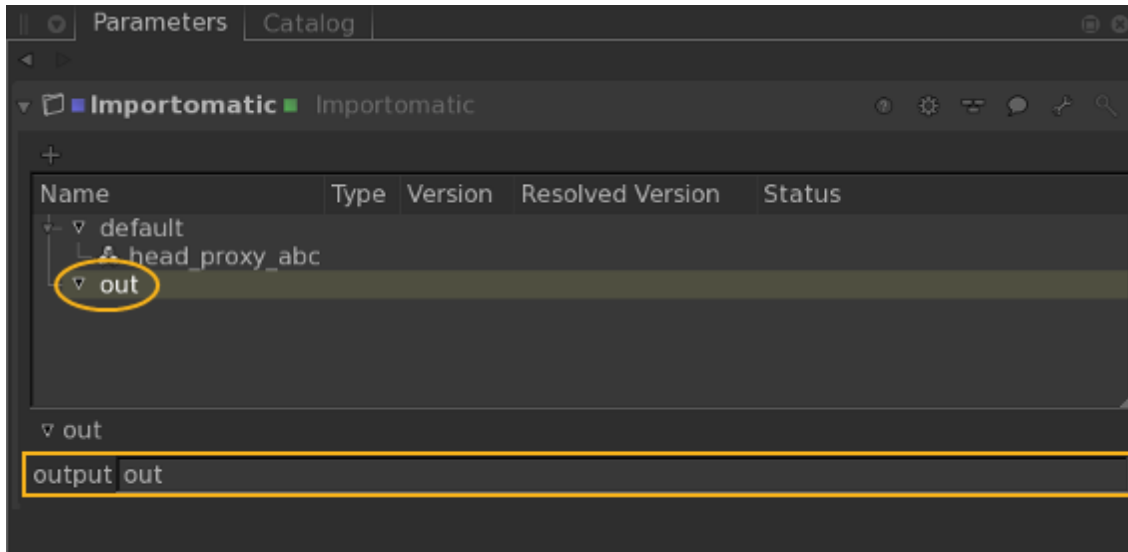 Parameters Catalog
Importomatic Importomatic
Name Type Version Resolved Version Status
default
head_proxy_abc
out
out
output out